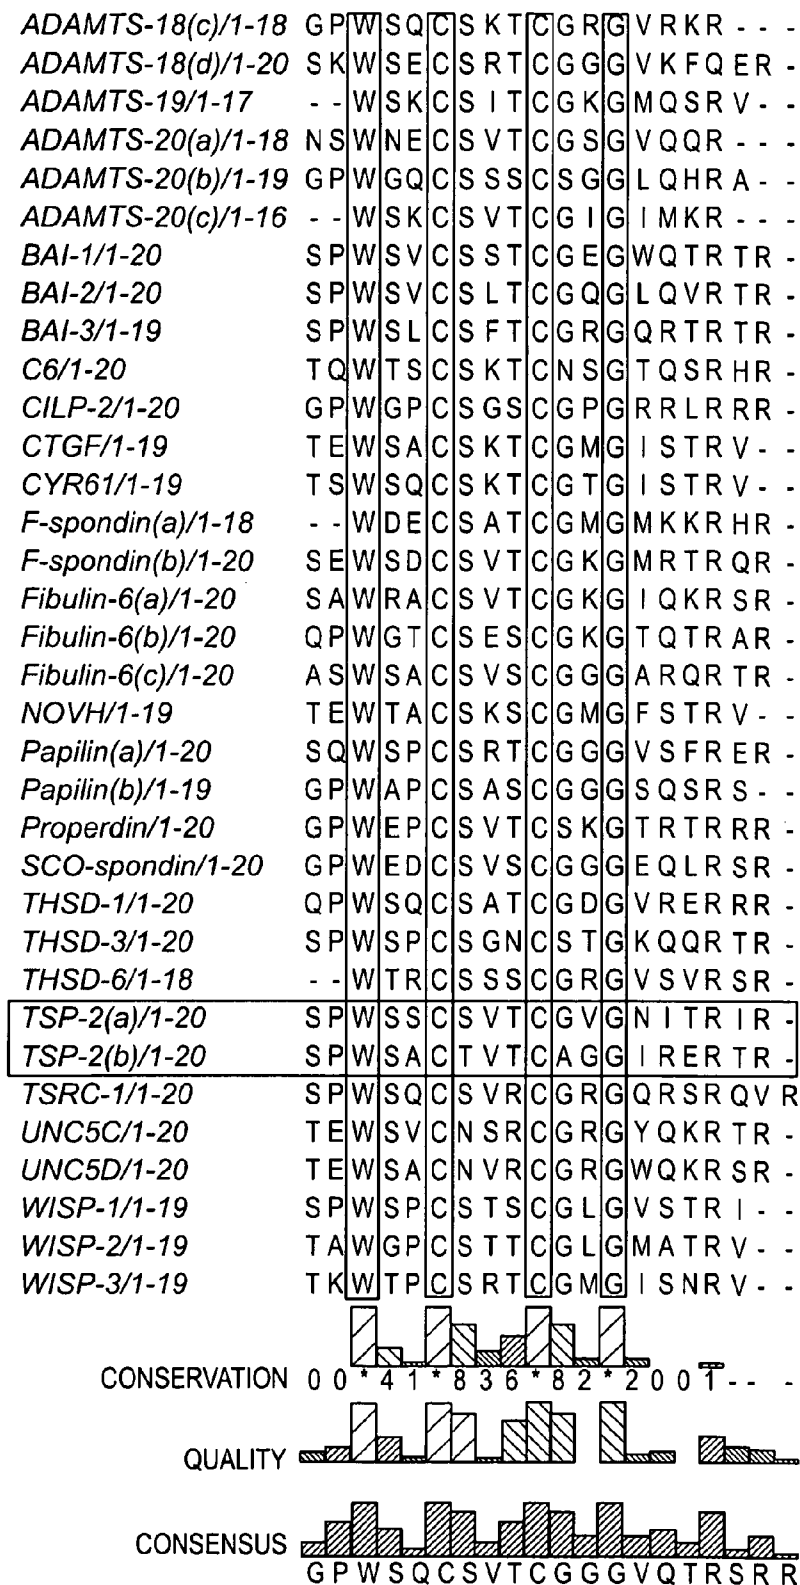 ADAMTS-18(c)/1-18 G P W S Q C S K T C G R G V R K R - - -
ADAMTS-18(d)/1-20 S K W S E C S R T C G G G V K F Q E R -
ADAMTS-19/1-17 - - W S K C S I T C G K G M Q S R V - -
ADAMTS-20(a)/1-18 N S W N E C S V T C G S G V Q Q R - - -
ADAMTS-20(b)/1-19 G P W G Q C S S S C S G G L Q H R A - -
ADAMTS-20(c)/1-16 - - W S K C S V T C G I G I M K R - - -
BAI-1/1-20 S P W S V C S S T C G E G W Q T R T R -
BAI-2/1-20 S P W S V C S L T C G Q G L Q V R T R -
BAI-3/1-19 S P W S L C S F T C G R G Q R T R T R -
C6/1-20 T Q W T S C S K T C N S G T Q S R H R -
CILP-2/1-20 G P W G P C S G S C G P G R R L R R R -
CTGF/1-19 T E W S A C S K T C G M G I S T R V - -
CYR61/1-19 T S W S Q C S K T C G T G I S T R V - -
F-spondin(a)/1-18 - - W D E C S A T C G M G M K K R H R -
F-spondin(b)/1-20 S E W S D C S V T C G K G M R T R Q R -
Fibulin-6(a)/1-20 S A W R A C S V T C G K G I Q K R S R -
Fibulin-6(b)/1-20 Q P W G T C S E S C G K G T Q T R A R -
Fibulin-6(c)/1-20 A S W S A C S V S C G G G A R Q R T R -
NOVH/1-19 T E W T A C S K S C G M G F S T R V - -
Papilin(a)/1-20 S Q W S P C S R T C G G G V S F R E R -
Papilin(b)/1-19 G P W A P C S A S C G G G S Q S R S - -
Properdin/1-20 G P W E P C S V T C S K G T R T R R R -
SCO-spondin/1-20 G P W E D C S V S C G G G E Q L R S R -
THSD-1/1-20 Q P W S Q C S A T C G D G V R E R R R -
THSD-3/1-20 S P W S P C S G N C S T G K Q Q R T R -
THSD-6/1-18 - - W T R C S S S C G R G V S V R S R -
TSP-2(a)/1-20 S P W S S C S V T C G V G N I T R I R -
TSP-2(b)/1-20 S P W S A C T V T C A G G I R E R T R -
TSRC-1/1-20 S P W S Q C S V R C G R G Q R S R Q V R
UNC5C/1-20 T E W S V C N S R C G R G Y Q K R T R -
UNC5D/1-20 T E W S A C N V R C G R G W Q K R S R -
WISP-1/1-19 S P W S P C S T S C G L G V S T R I - -
WISP-2/1-19 T A W G P C S T T C G L G M A T R V - -
WISP-3/1-19 T K W T P C S R T C G M G I S N R V - -
CONSERVATION 0 0 * 4 1 * 8 3 6 * 8 2 * 2 0 0 1 - - -
QUALITY
CONSENSUS
G P W S Q C S V T C G G G V Q T R S R R